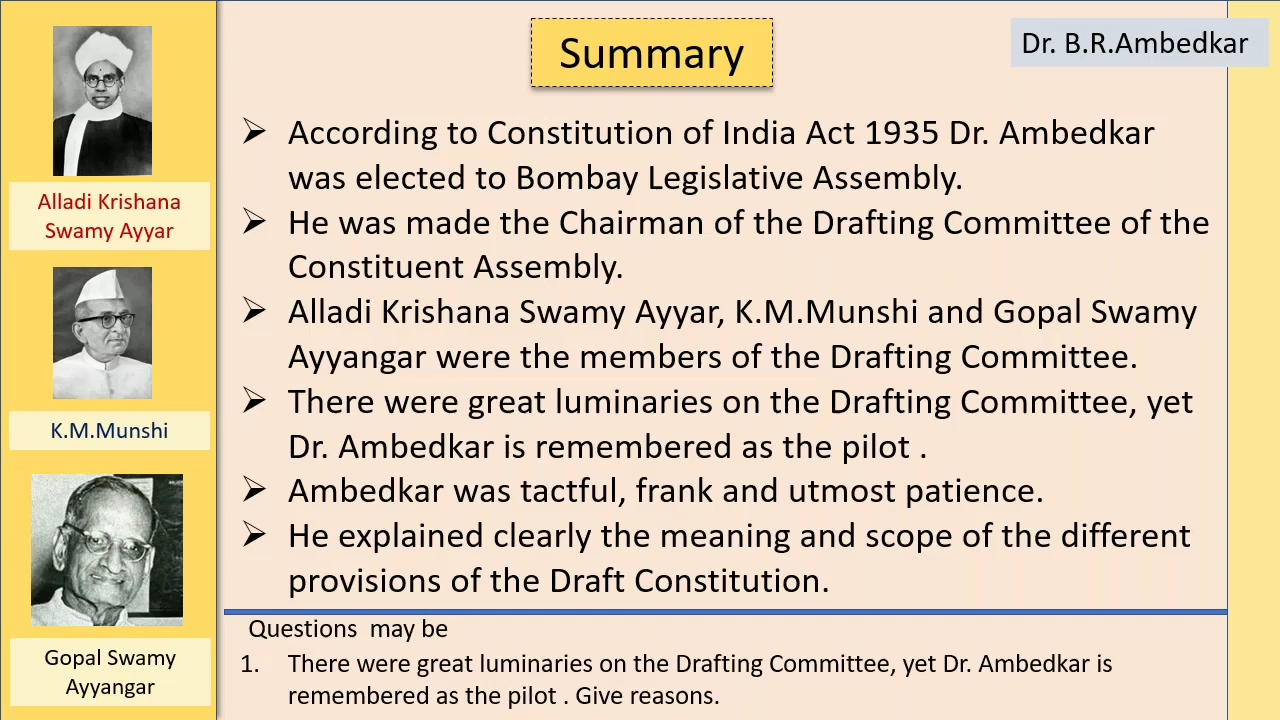 Summary
Dr. B.R.Ambedkar
Alladi Krishana
Swamy Ayyar
K.M.Munshi
Gopal Swamy
Ayyangar
➢ According to Constitution of India Act 1935 Dr. Ambedkar
was elected to Bombay Legislative Assembly.
➢ He was made the Chairman of the Drafting Committee of the
Constituent Assembly.
➢ Alladi Krishana Swamy Ayyar, K.M.Munshi and Gopal Swamy
Ayyangar were the members of the Drafting Committee.
➢ There were great luminaries on the Drafting Committee, yet
Dr. Ambedkar is remembered as the pilot .
➢ Ambedkar was tactful, frank and utmost patience.
➢ He explained clearly the meaning and scope of the different
provisions of the Draft Constitution.
Questions may be
1. There were great luminaries on the Drafting Committee, yet Dr. Ambedkar is
remembered as the pilot . Give reasons.